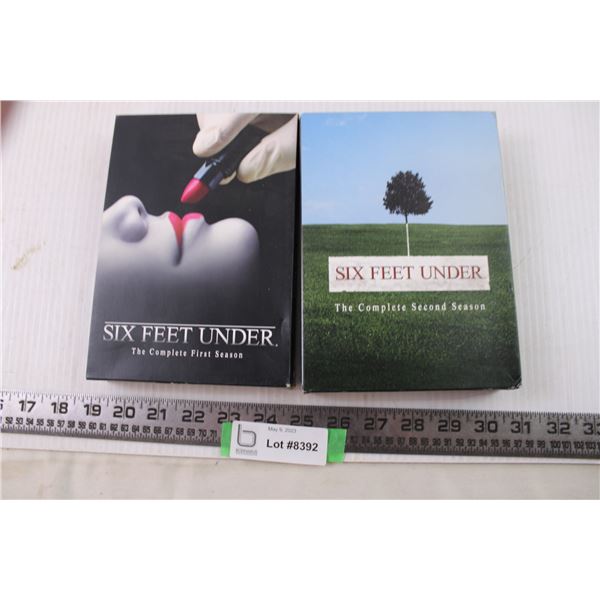 SIX FEET UNDER.
The Complete First Season
SIX FEET UNDER
The Complete Second Season
17 18 19 20 21 22 23 24 25 26 27 28 29 30 31 32 33
May 9, 2023
Lot #8392